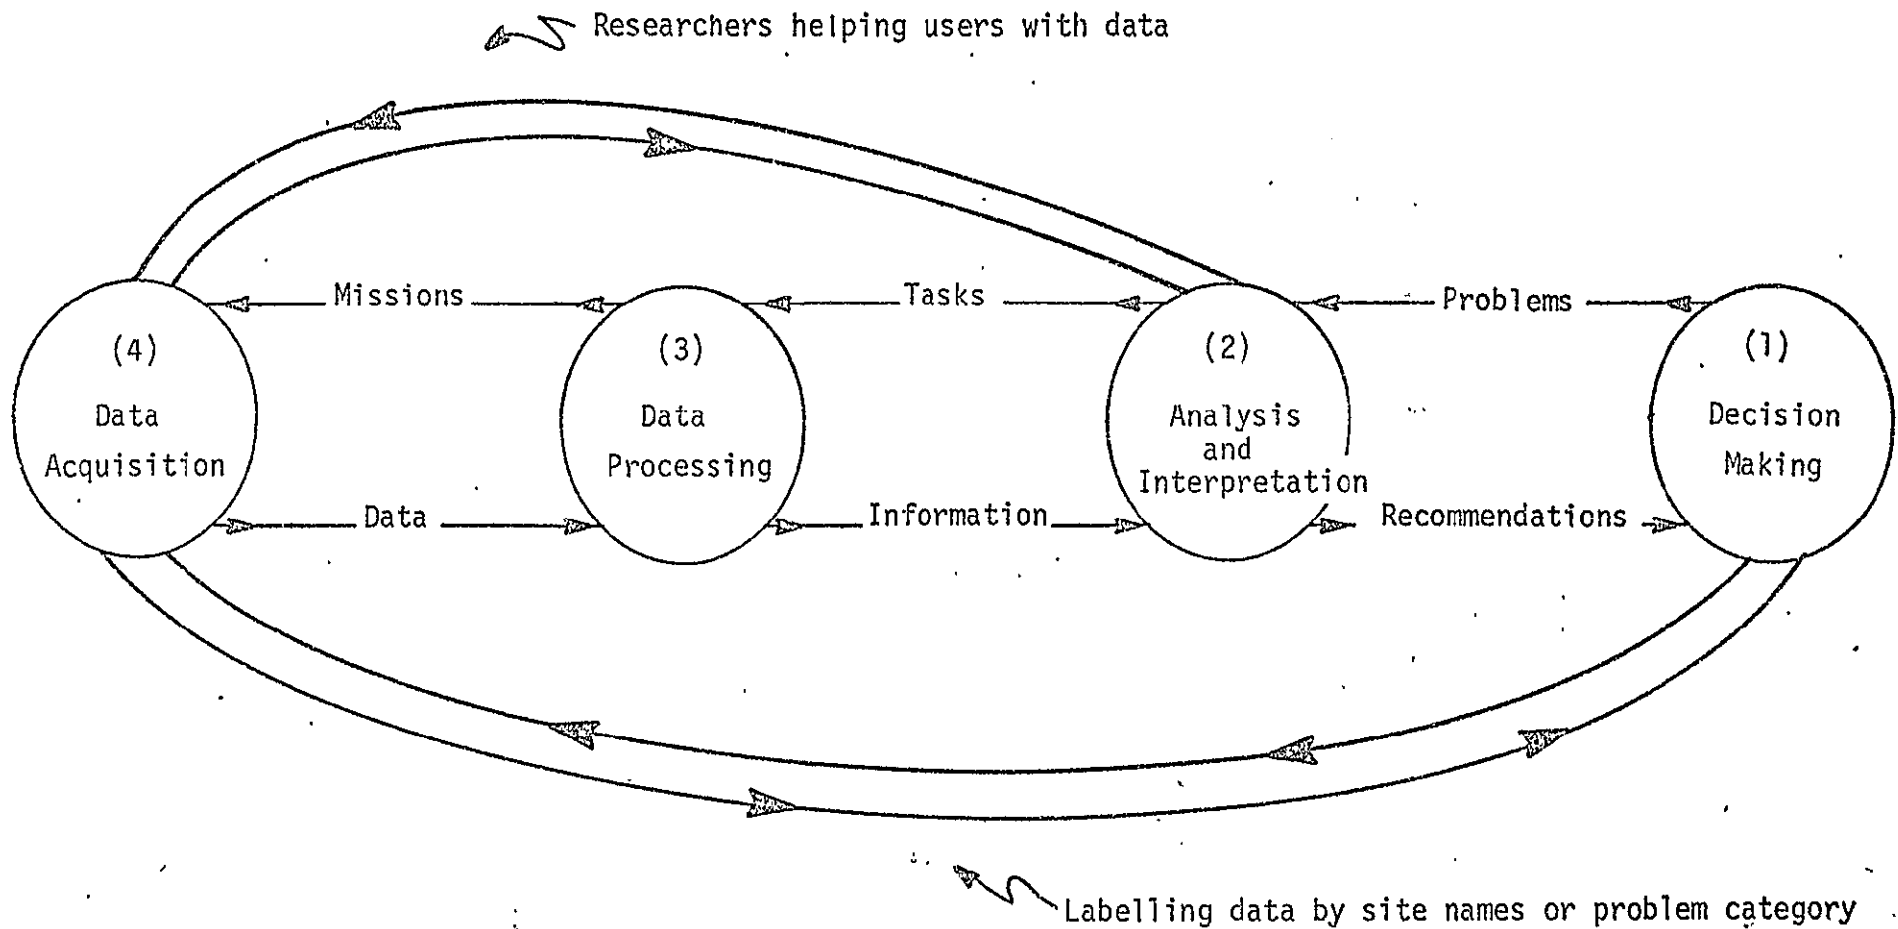 Researchers helping users with data
Missions
Tasks
Problems
(4)
Data
Acquisition
(3)
Data
Processing
(2)
Analysis
and
Interpretation
(1)
Decision
Making
Data
Information
Recommendations
Labelling data by site names or problem category